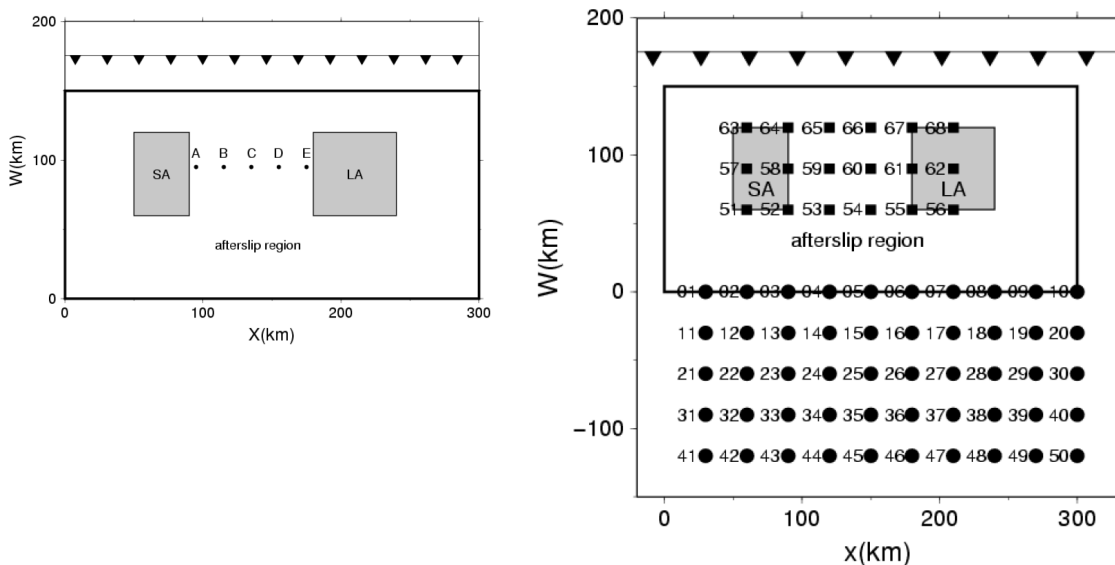 200
100
0
W(km)
A B C D E
SA
LA
afterslip region
0 100 200 300
X(km)
200
100
0
−100
W(km)
63 64 65 66 67 68
57 58 59 60 61 62
SA LA
51 52 53 54 55 56
afterslip region
01 02 03 04 05 06 07 08 09 10
11 12 13 14 15 16 17 18 19 20
21 22 23 24 25 26 27 28 29 30
31 32 33 34 35 36 37 38 39 40
41 42 43 44 45 46 47 48 49 50
0 100 200 300
x(km)